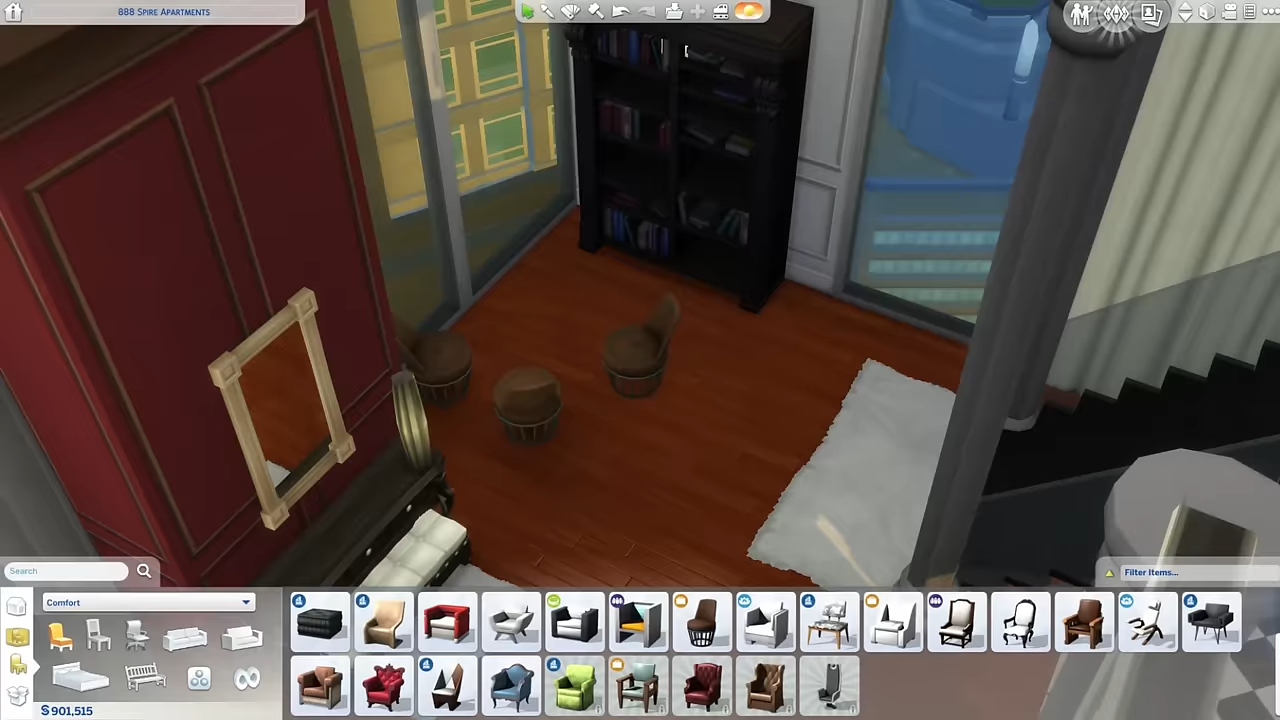 888 Spire Apartments
Search
Filter Items...
Comfort
§901,515